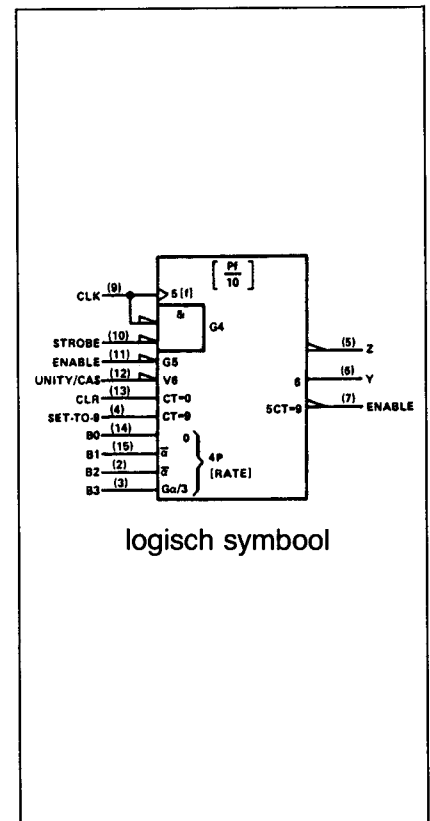 [ Pf/10 ]
CLK (9) 5[f]
&
G4
STROBE (10)
ENABLE (11) G5
UNITY/CAS (12) V6
CLR (13) CT=0
SET-TO-9 (4) CT=9
B0 (14) 0
B1 (15) α
B2 (2) α
B3 (3) Gα/3
4P
[RATE]
(5) Z
6 (6) Y
5CT=9 (7) ENABLE
logisch symbool